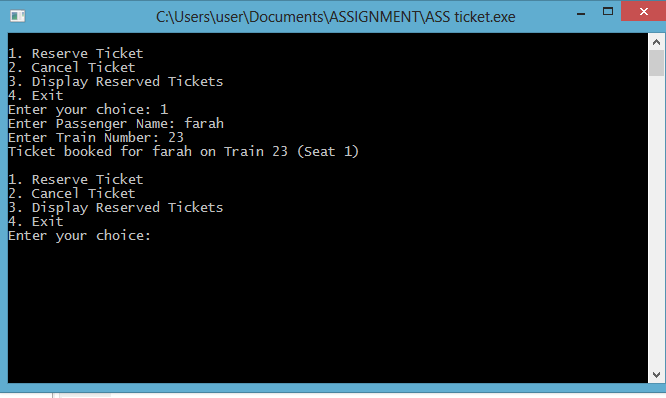 C:\Users\user\Documents\ASSIGNMENT\ASS ticket.exe
1. Reserve Ticket
2. Cancel Ticket
3. Display Reserved Tickets
4. Exit
Enter your choice: 1
Enter Passenger Name: farah
Enter Train Number: 23
Ticket booked for farah on Train 23 (Seat 1)
1. Reserve Ticket
2. Cancel Ticket
3. Display Reserved Tickets
4. Exit
Enter your choice: